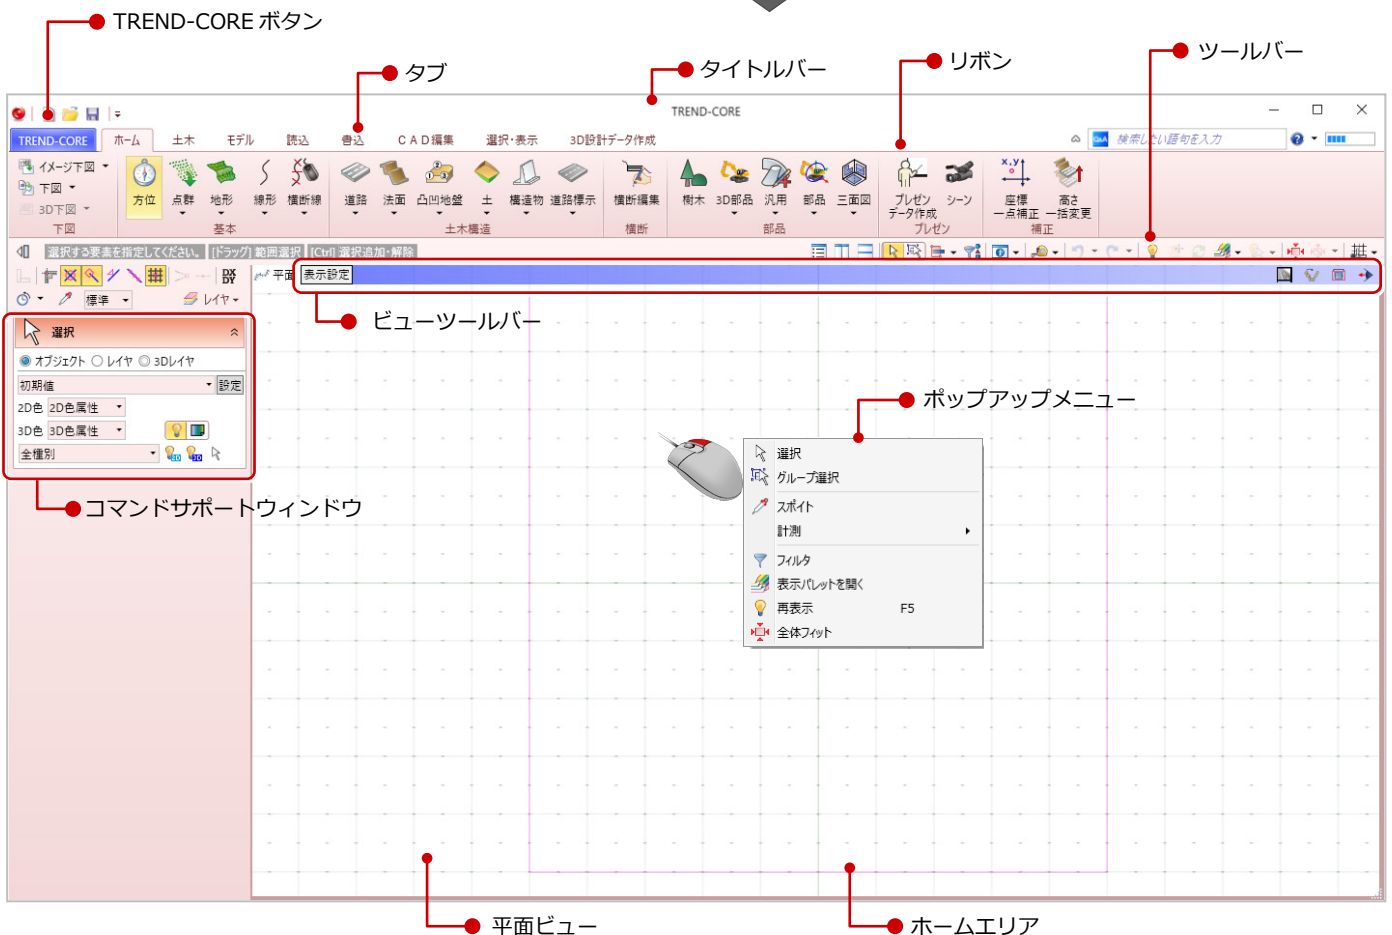 TREND-CORE ボタン
タブ
タイトルバー
リボン
ツールバー
TREND-CORE
TREND-CORE ホーム 土木 モデル 読込 書込 CAD編集 選択・表示 3D設計データ作成
検索したい語句を入力
イメージ下図
下図
3D下図
方位 点群 地形 線形 横断線 道路 法面 凸凹地盤 土 構造物 道路標示 横断編集 樹木 3D部品 汎用 部品 三面図 プレゼンデータ作成 シーン 座標一点補正 高さ一括変更
下図 基本 土木構造 横断 部品 プレゼン 補正
選択する要素を指定してください。 [ドラッグ] 範囲選択 [Ctrl] 選択追加・解除
平面 表示設定
標準 レイヤ
ビューツールバー
選択
オブジェクト レイヤ 3Dレイヤ
初期値 設定
2D色 2D色属性
3D色 3D色属性
全種別
コマンドサポートウィンドウ
ポップアップメニュー
選択
グループ選択
スポイト
計測
フィルタ
表示パレットを開く
再表示 F5
全体フィット
平面ビュー
ホームエリア